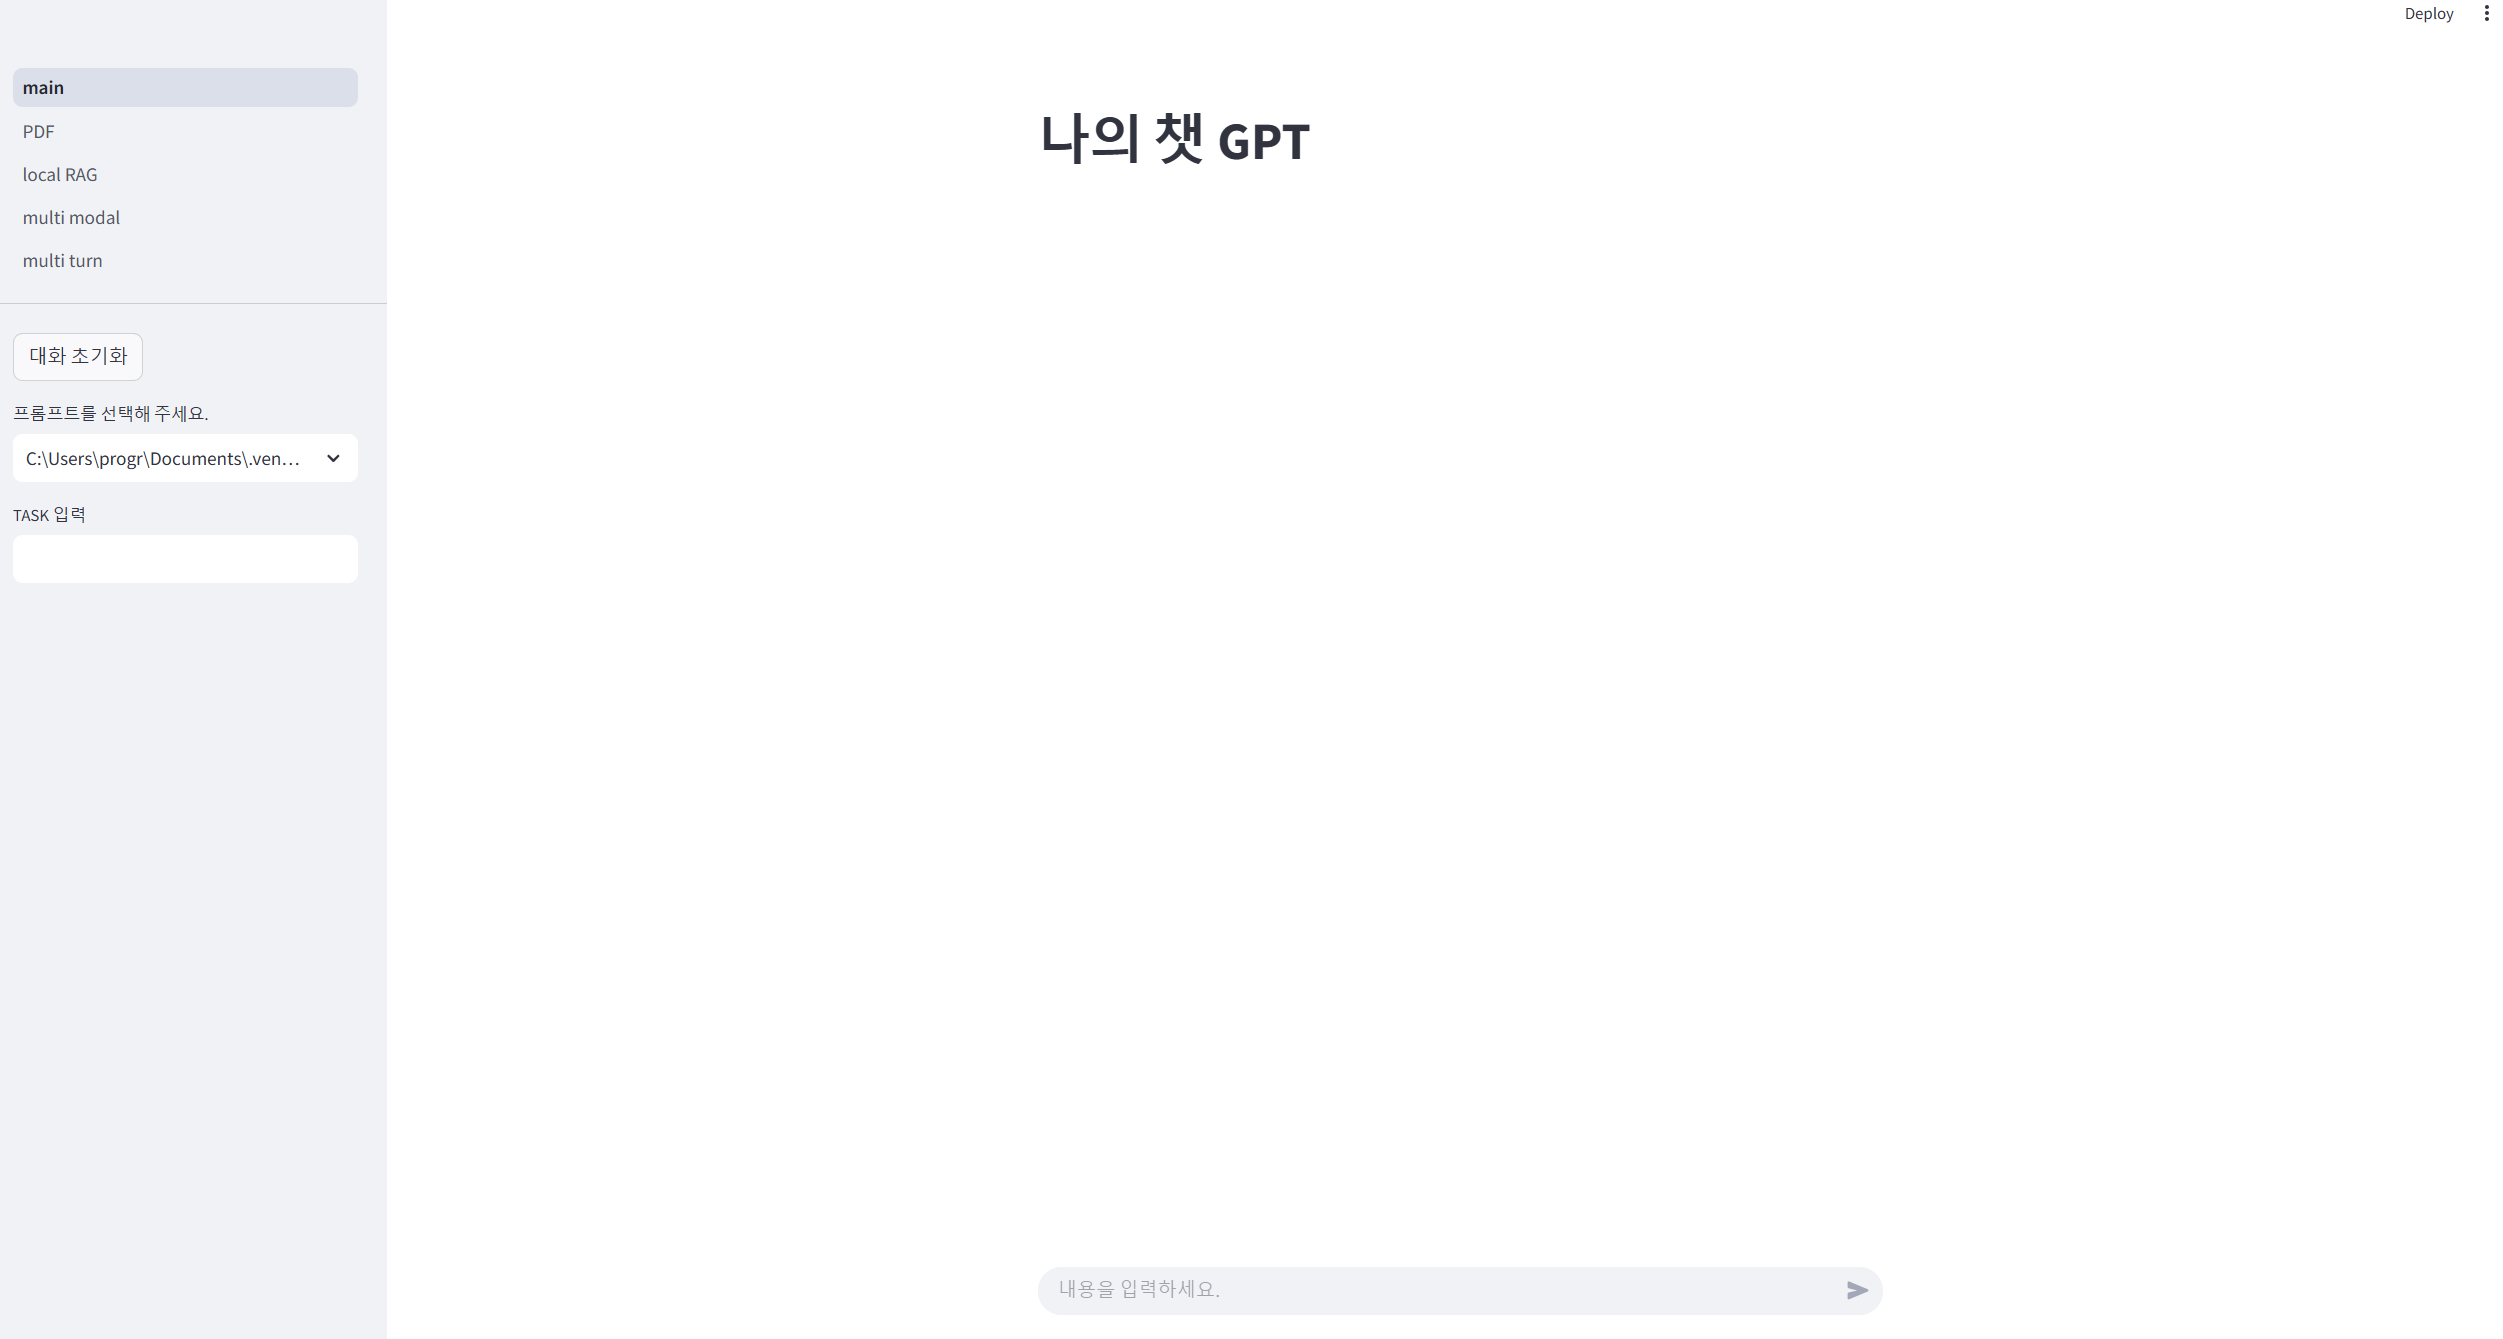 Deploy
main
PDF
local RAG
multi modal
multi turn
대화 초기화
프롬프트를 선택해 주세요.
C:\Users\progr\Documents\.ven...
TASK 입력
나의 챗 GPT
내용을 입력하세요.